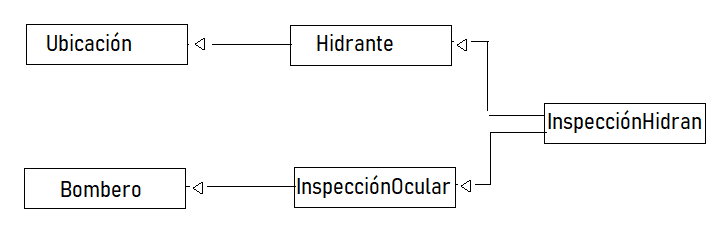 Ubicación
Hidrante
InspecciónHidran
Bombero
InspecciónOcular